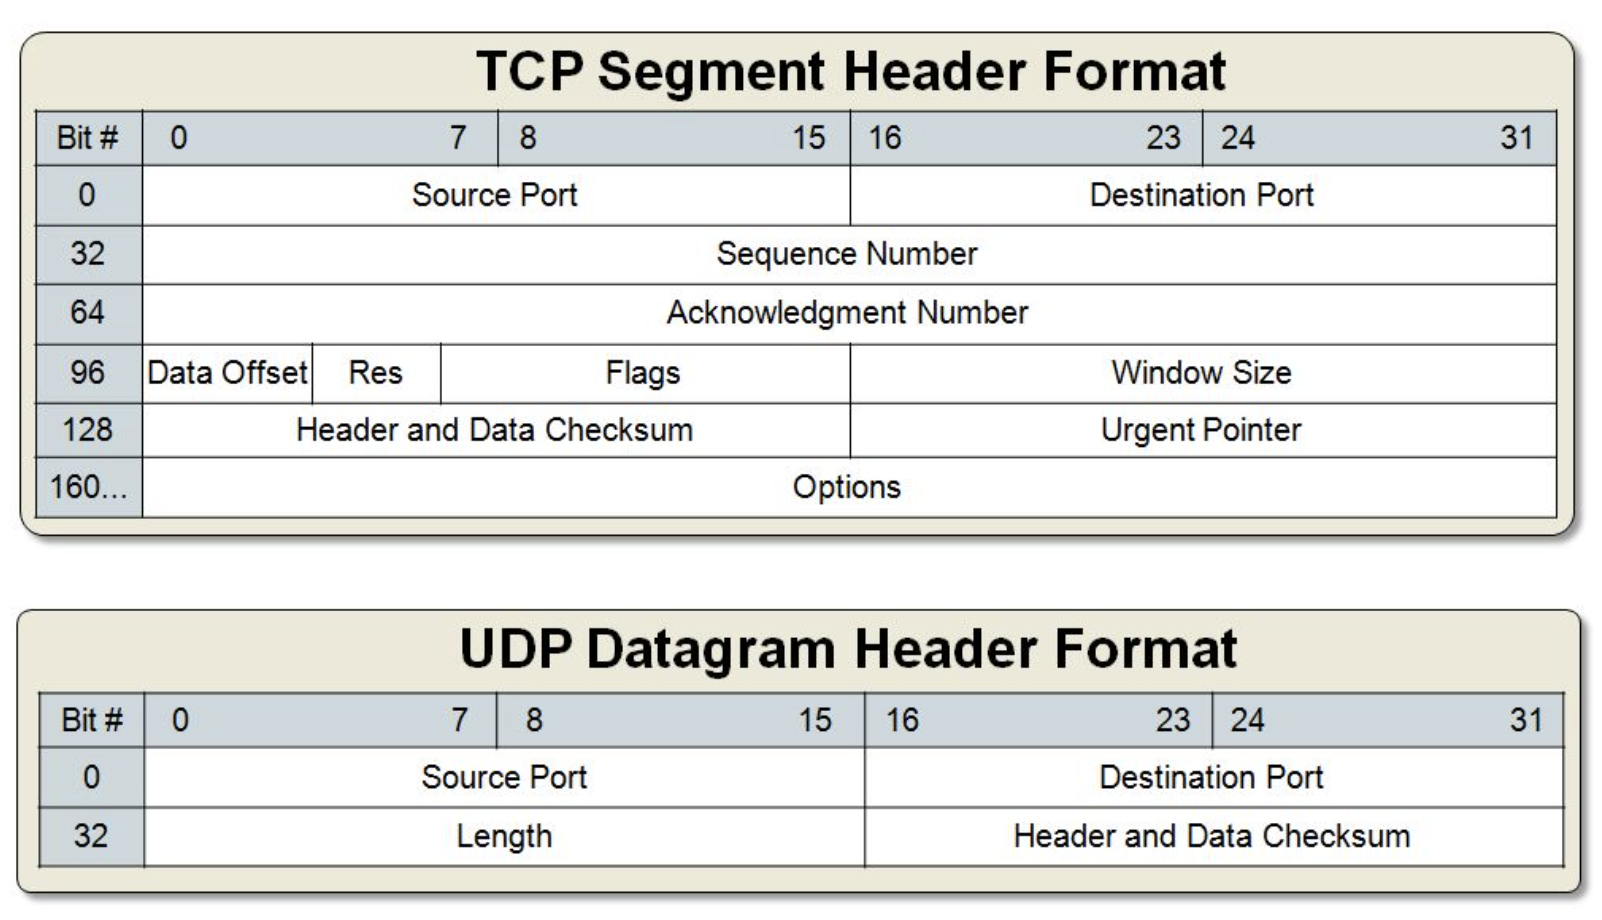 TCP Segment Header Format
Bit # 0 7 8 15 16 23 24 31
0 Source Port Destination Port
32 Sequence Number
64 Acknowledgment Number
96 Data Offset Res Flags Window Size
128 Header and Data Checksum Urgent Pointer
160... Options
UDP Datagram Header Format
Bit # 0 7 8 15 16 23 24 31
0 Source Port Destination Port
32 Length Header and Data Checksum